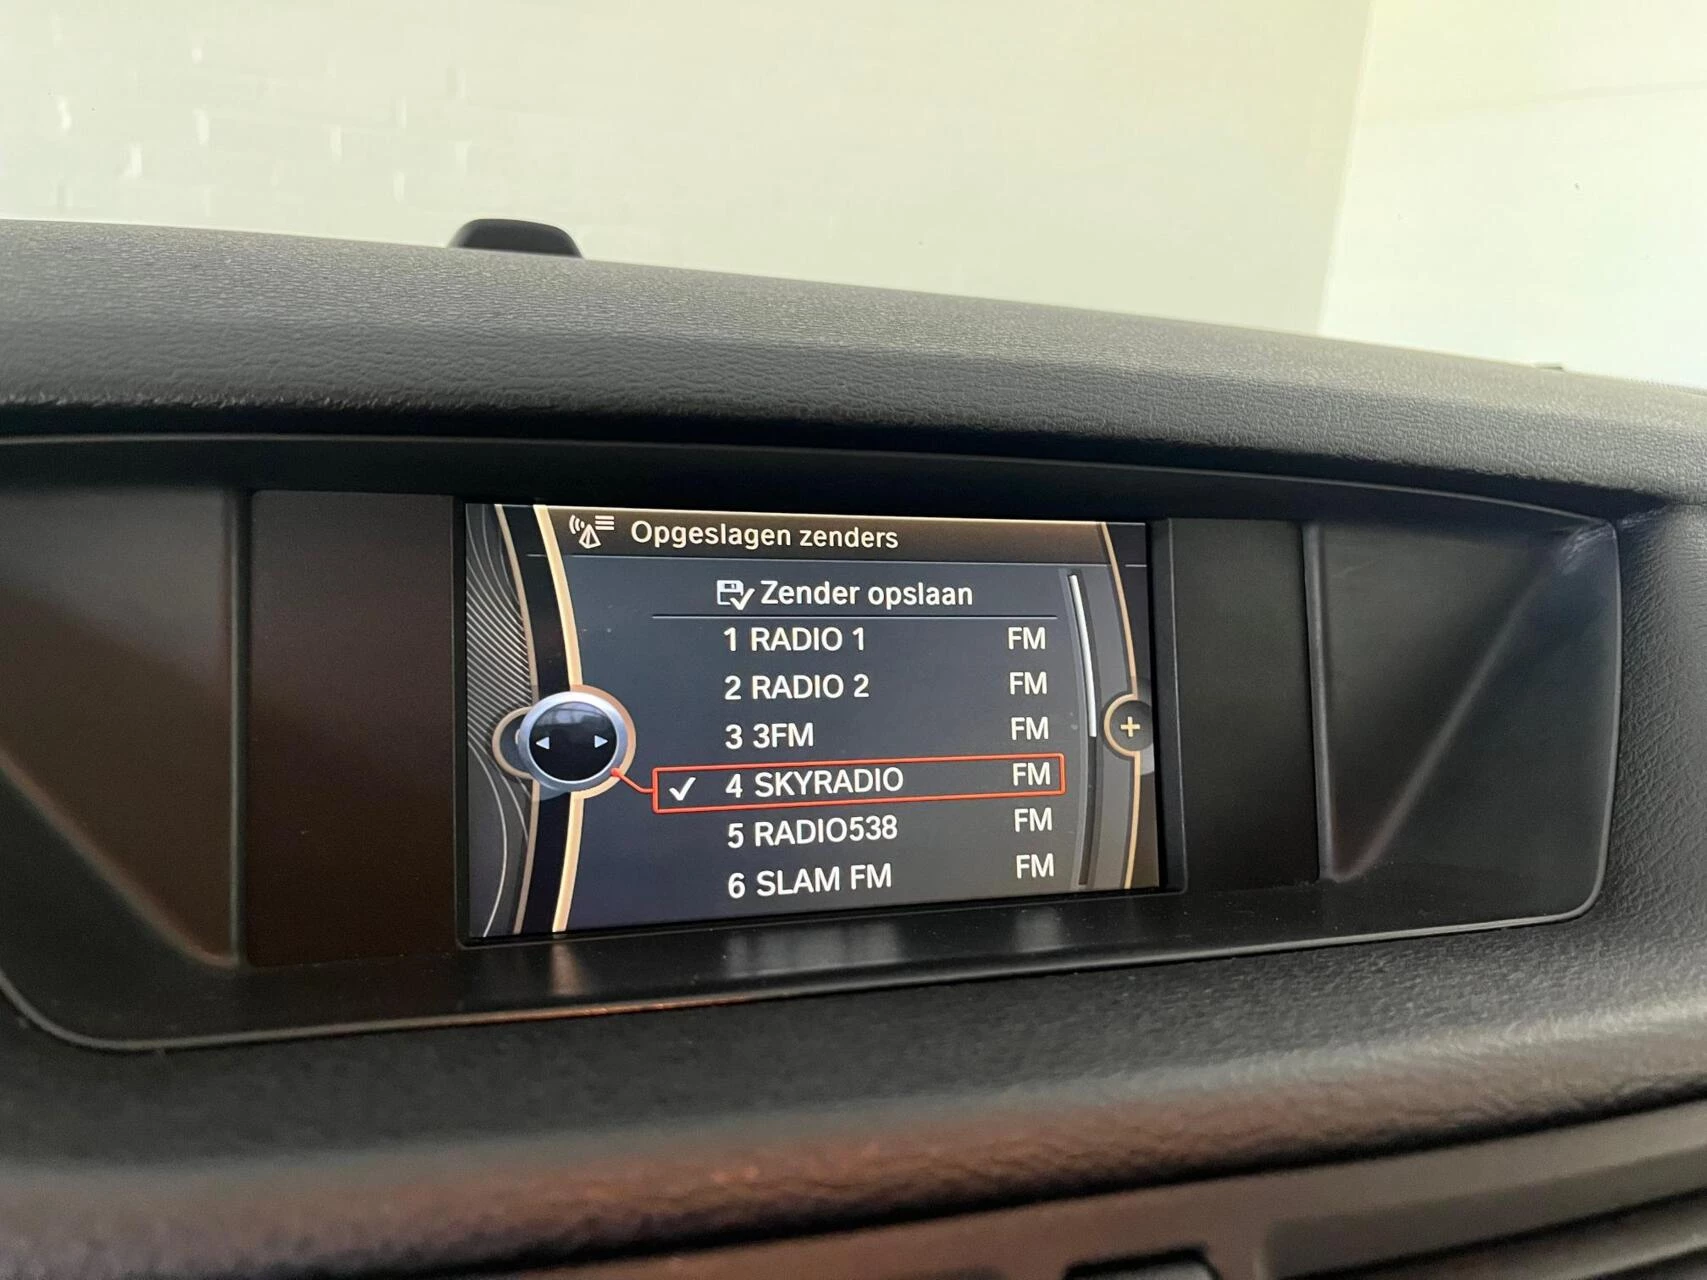 Opgeslagen zenders
Zender opslaan
1 RADIO 1 FM
2 RADIO 2 FM
3 3FM FM
4 SKYRADIO FM
5 RADIO538 FM
6 SLAM FM FM